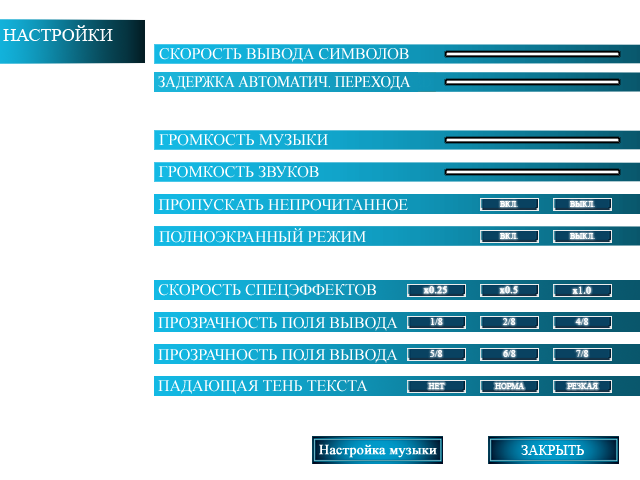 НАСТРОЙКИ
СКОРОСТЬ ВЫВОДА СИМВОЛОВ
ЗАДЕРЖКА АВТОМАТИЧ. ПЕРЕХОДА
ГРОМКОСТЬ МУЗЫКИ
ГРОМКОСТЬ ЗВУКОВ
ПРОПУСКАТЬ НЕПРОЧИТАННОЕ ВКЛ ВЫКЛ
ПОЛНОЭКРАННЫЙ РЕЖИМ ВКЛ ВЫКЛ
СКОРОСТЬ СПЕЦЭФФЕКТОВ x0.25 x0.5 x1.0
ПРОЗРАЧНОСТЬ ПОЛЯ ВЫВОДА 1/8 2/8 4/8
ПРОЗРАЧНОСТЬ ПОЛЯ ВЫВОДА 5/8 6/8 7/8
ПАДАЮЩАЯ ТЕНЬ ТЕКСТА НЕТ НОРМА РЕЗКАЯ
Настройка музыки ЗАКРЫТЬ